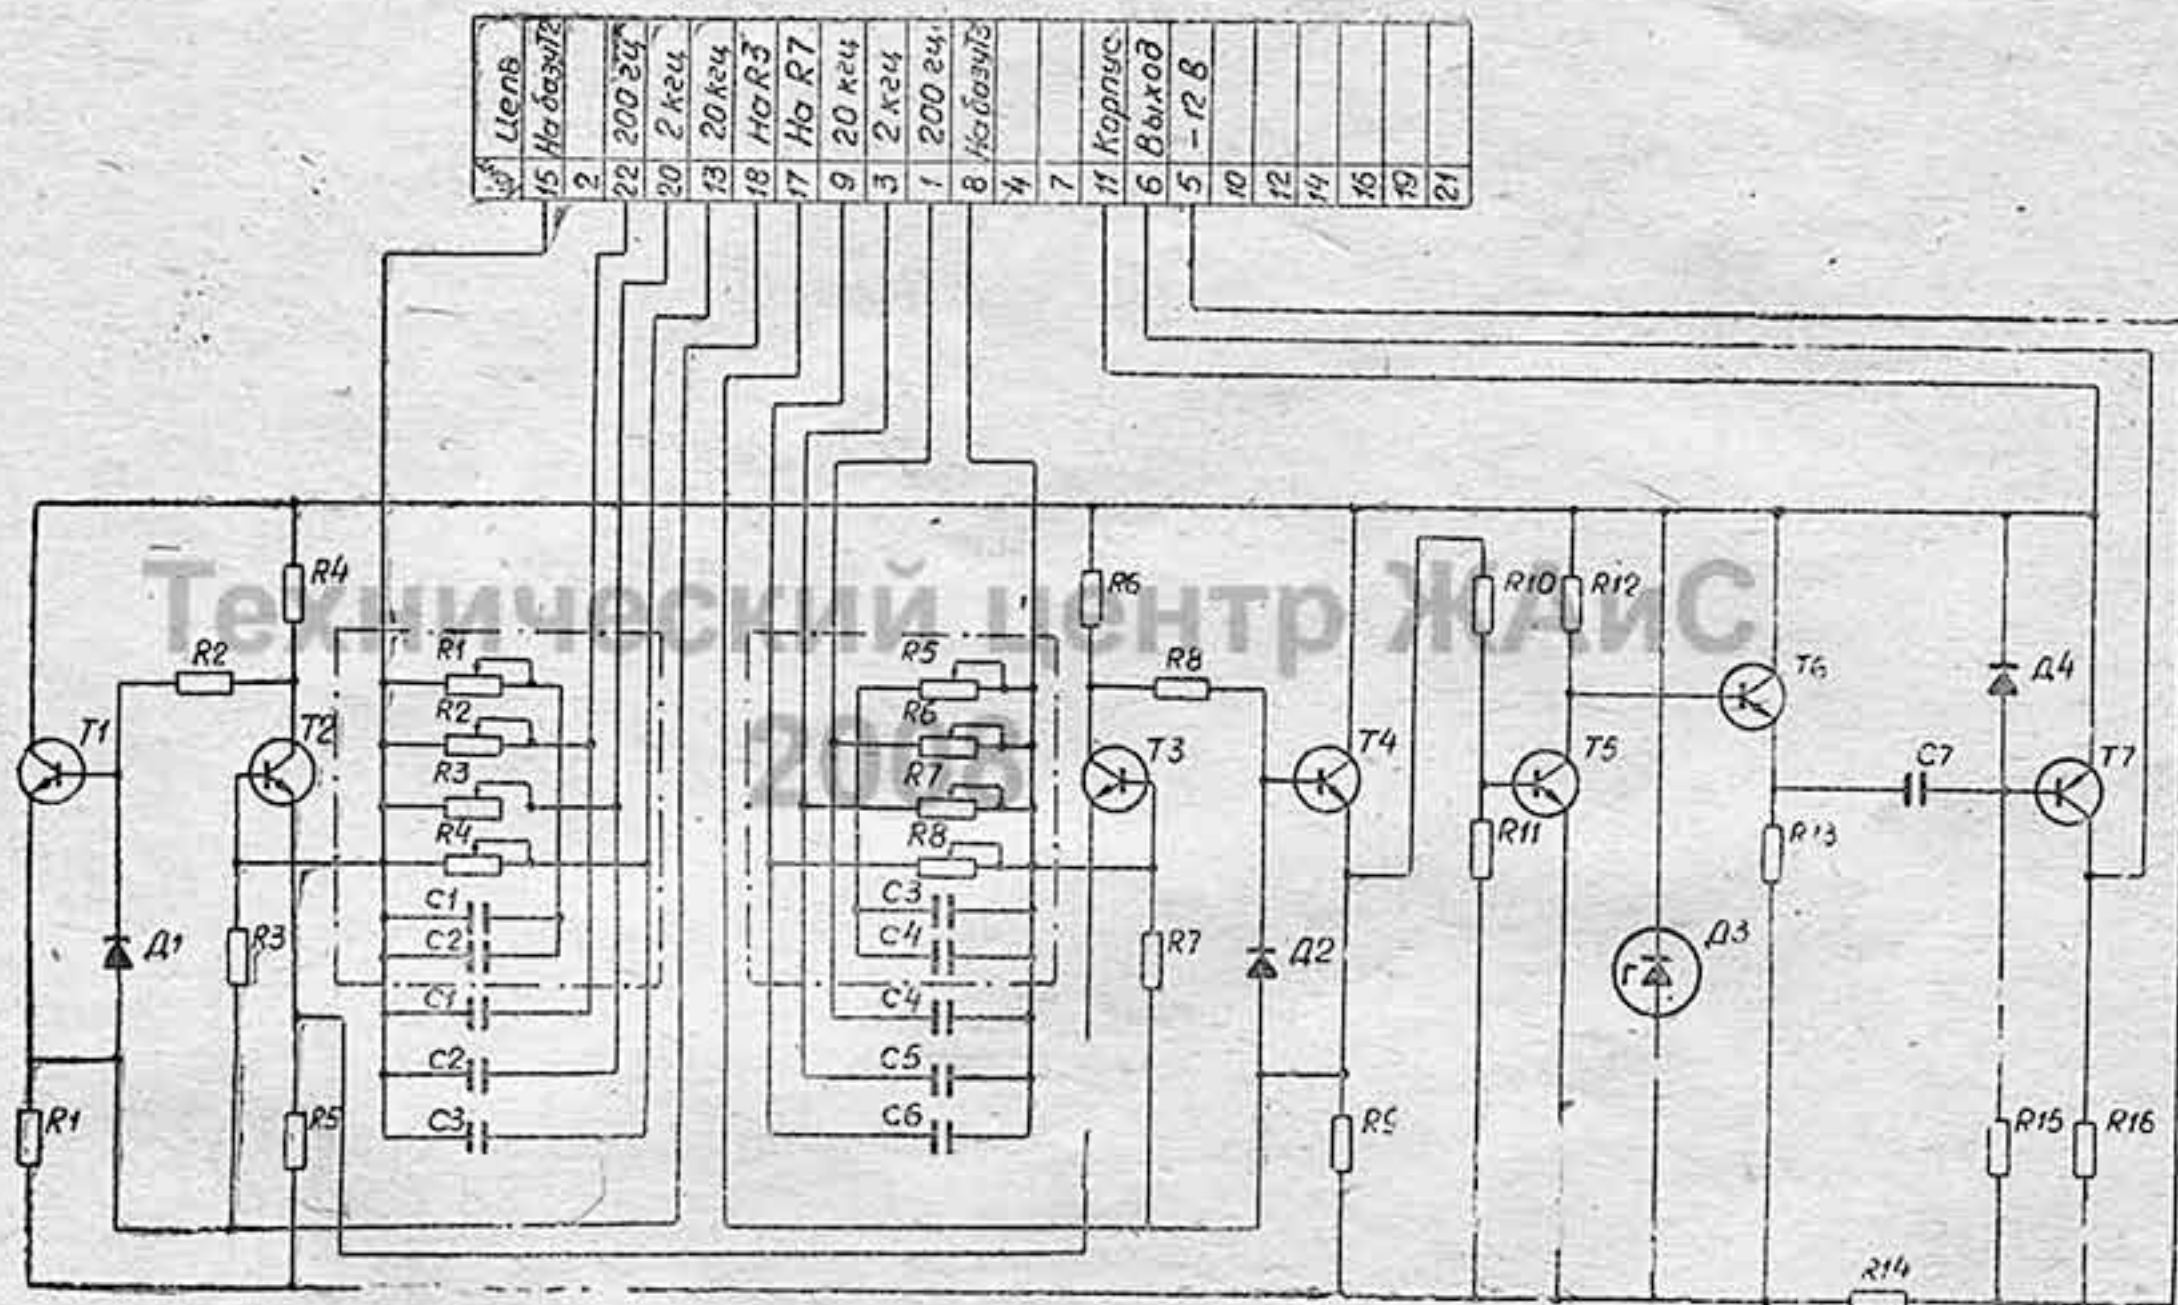 Цепь
15 На базу Т2
2
22 200 гц
20 2 кгц
13 20 кгц
18 На R3
17 На R7
9 20 кгц
3 2 кгц
1 200 гц
8 На базу Т3
4
7
11 Корпус
6 Выход
5 -12 В
10
12
14
16
19
21
R4
R6
R10
R12
Технический центр ЖАиС
2008
R2
R1
R5
R8
Т6
Д4
T1
T2
R2
R6
T3
T4
T5
C7
T7
R3
R7
R4
R8
R11
R13
C1
C3
R3
Д1
C2
C4
R7
Д2
Д3
г
C1
C4
C2
C5
R1
R5
C3
C6
R9
R15
R16
R14